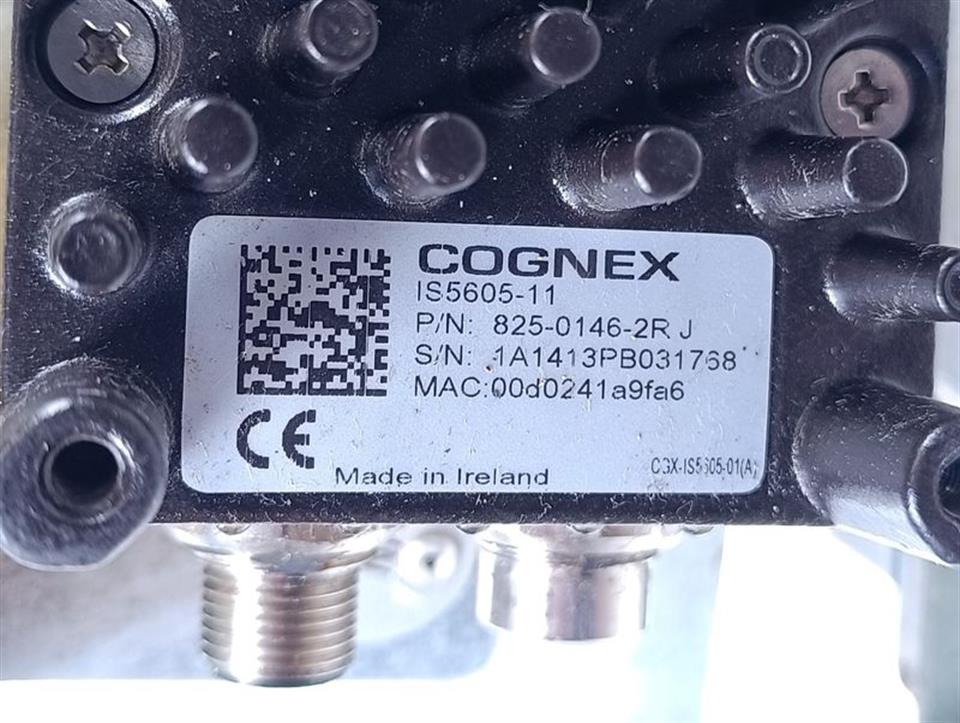 COGNEX
IS5605-11
P/N: 825-0146-2R J
S/N: 1A1413PB031768
MAC:00d0241a9fa6
CE
Made in Ireland
CGX-IS5605-01(A)